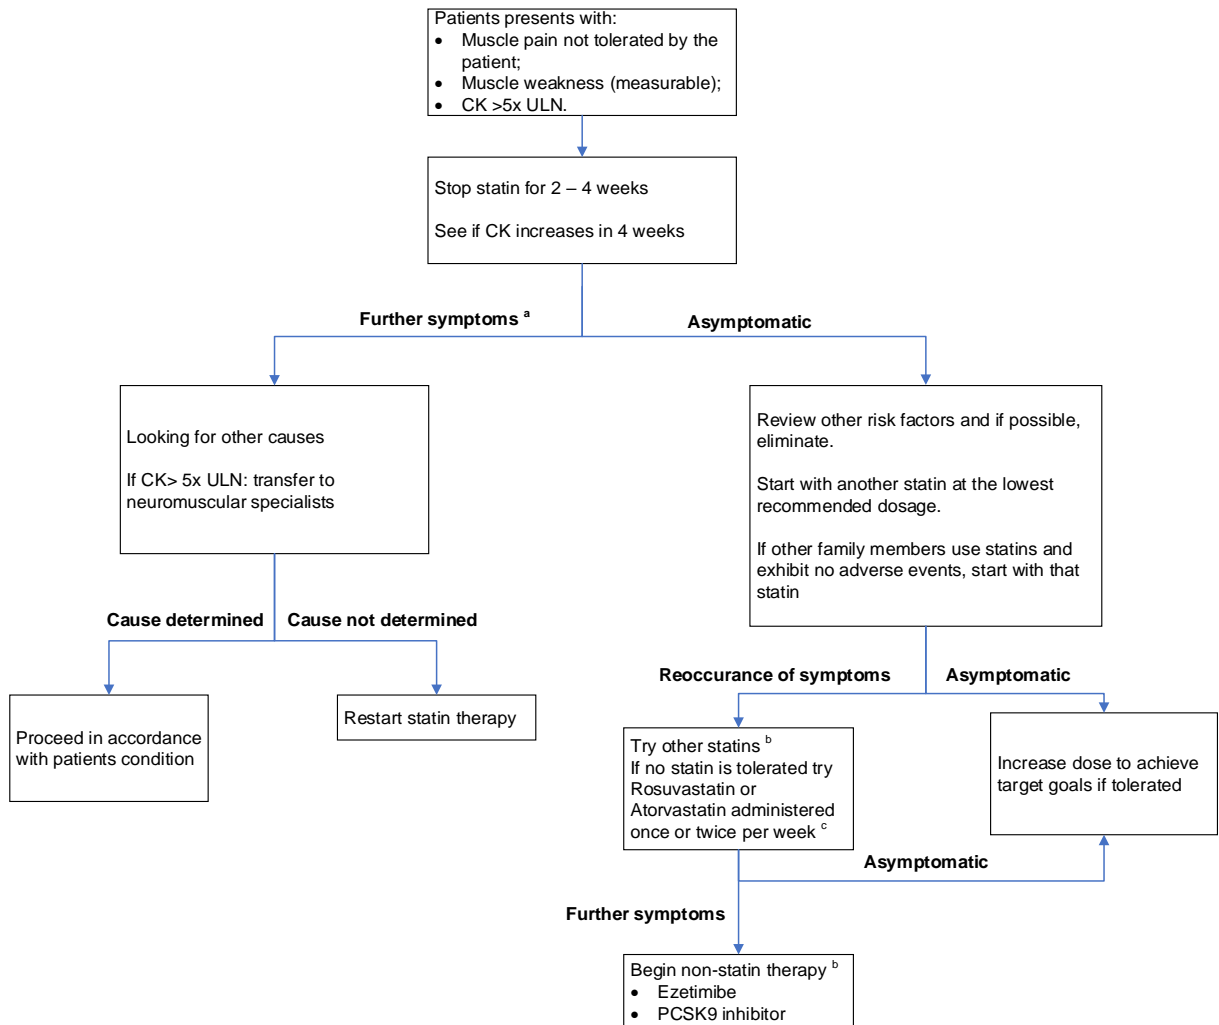 Patients presents with:
• Muscle pain not tolerated by the
patient;
• Muscle weakness (measurable);
• CK >5x ULN.
Stop statin for 2 – 4 weeks
See if CK increases in 4 weeks
Further symptoms a
Asymptomatic
Looking for other causes
If CK> 5x ULN: transfer to
neuromuscular specialists
Review other risk factors and if possible,
eliminate.
Start with another statin at the lowest
recommended dosage.
If other family members use statins and
exhibit no adverse events, start with that
statin
Cause determined
Cause not determined
Reoccurance of symptoms
Asymptomatic
Proceed in accordance
with patients condition
Restart statin therapy
Try other statins b
If no statin is tolerated try
Rosuvastatin or
Atorvastatin administered
once or twice per week c
Increase dose to achieve
target goals if tolerated
Asymptomatic
Further symptoms
Begin non-statin therapy b
• Ezetimibe
• PCSK9 inhibitor